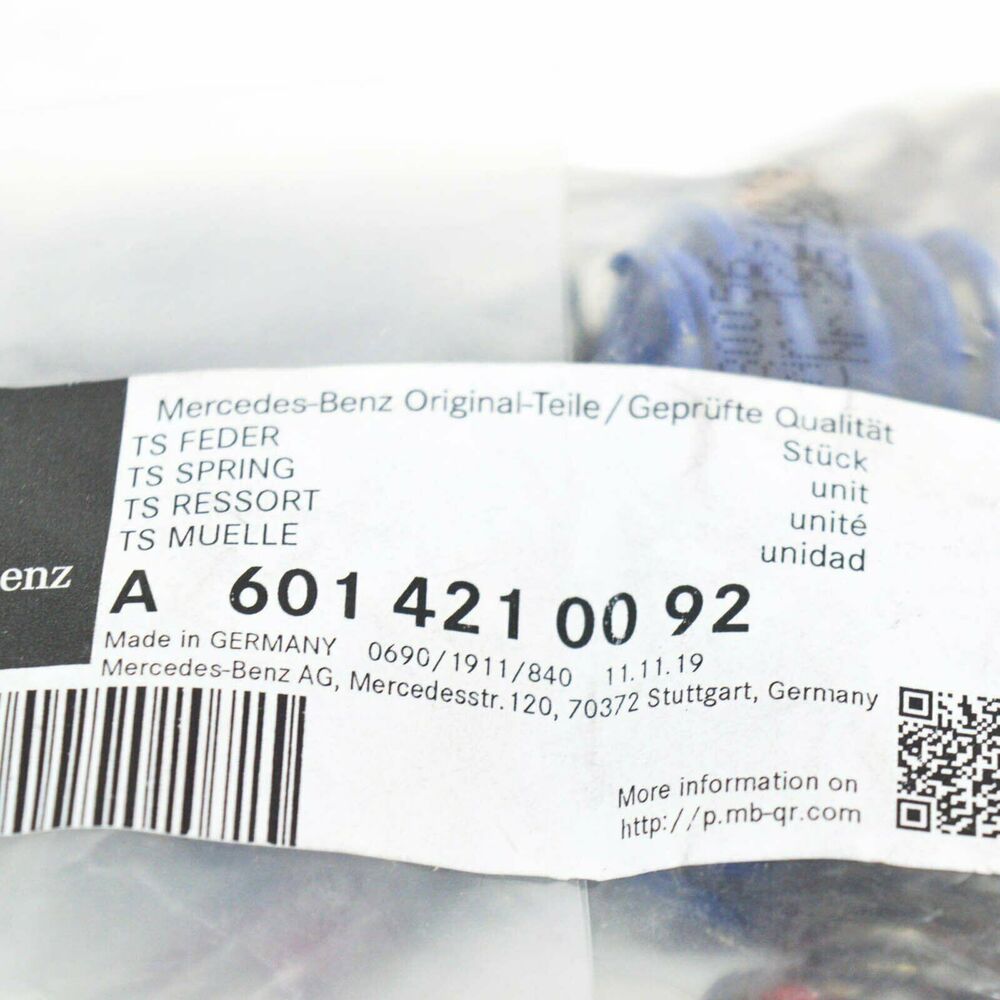 Mercedes-Benz Original-Teile/Geprüfte Qualität
TS FEDER Stück
TS SPRING unit
TS RESSORT unité
TS MUELLE unidad
enz
A 601 421 00 92
Made in GERMANY 0690/1911/840 11.11.19
Mercedes-Benz AG, Mercedesstr. 120, 70372 Stuttgart, Germany
More information on
http://p.mb-qr.com